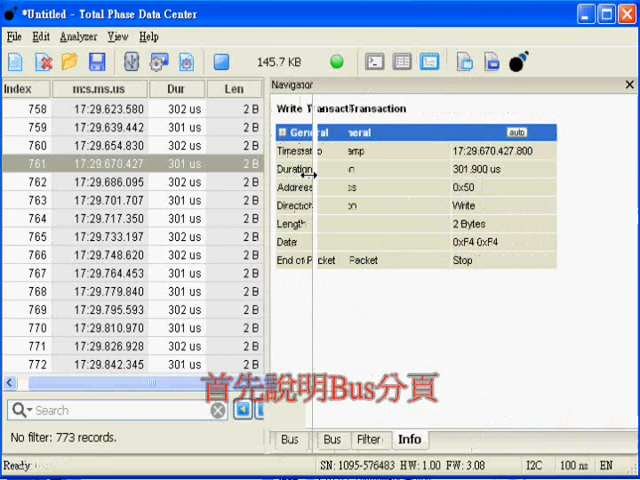 *Untitled - Total Phase Data Center
File Edit Analyzer View Help
145.7 KB
Index m:s.ms.us Dur Len
758 17:29.623.580 302 us 2 B
759 17:29.639.442 301 us 2 B
760 17:29.654.830 302 us 2 B
761 17:29.670.427 301 us 2 B
762 17:29.686.095 302 us 2 B
763 17:29.701.707 301 us 2 B
764 17:29.717.350 301 us 2 B
765 17:29.733.197 301 us 2 B
766 17:29.748.620 302 us 2 B
767 17:29.764.453 301 us 2 B
768 17:29.779.840 301 us 2 B
769 17:29.795.593 302 us 2 B
770 17:29.810.970 301 us 2 B
771 17:29.826.928 301 us 2 B
772 17:29.842.345 301 us 2 B
Search
No filter: 773 records.
Navigator
Write Transaction
General auto
Timestamp 17:29.670.427.800
Duration 301.900 us
Address 0x50
Direction Write
Length 2 Bytes
Data 0xF4 0xF4
End of Packet Stop
首先說明Bus分頁
Bus Bus Filter Info
Ready SN: 1095-576483 HW: 1.00 FW: 3.08 I2C 100 ns EN